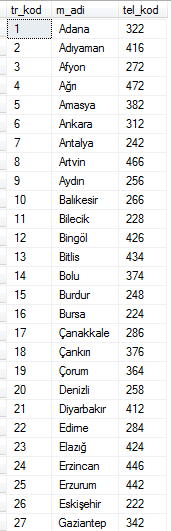 tr_kod m_adi tel_kod
1 Adana 322
2 Adıyaman 416
3 Afyon 272
4 Ağrı 472
5 Amasya 382
6 Ankara 312
7 Antalya 242
8 Artvin 466
9 Aydın 256
10 Balıkesir 266
11 Bilecik 228
12 Bingöl 426
13 Bitlis 434
14 Bolu 374
15 Burdur 248
16 Bursa 224
17 Çanakkale 286
18 Çankırı 376
19 Çorum 364
20 Denizli 258
21 Diyarbakır 412
22 Edirne 284
23 Elazığ 424
24 Erzincan 446
25 Erzurum 442
26 Eskişehir 222
27 Gaziantep 342